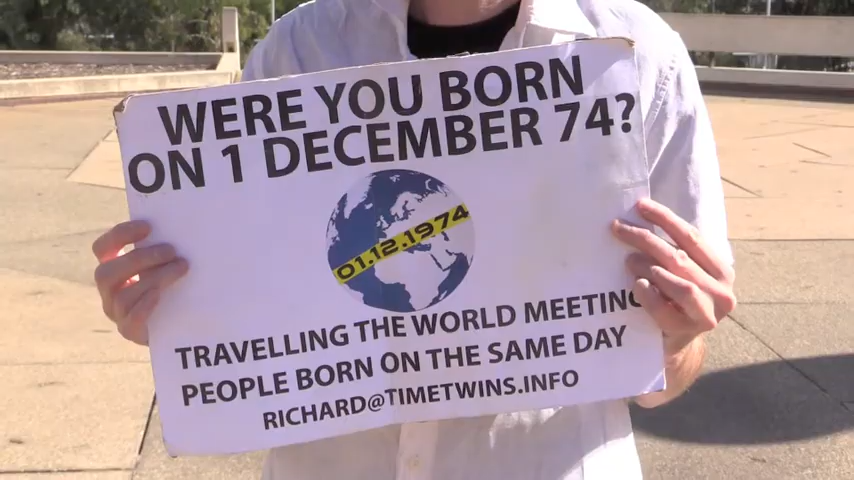 WERE YOU BORN
ON 1 DECEMBER 74?
01.12.1974
TRAVELLING THE WORLD MEETING
PEOPLE BORN ON THE SAME DAY
RICHARD@TIMETWINS.INFO